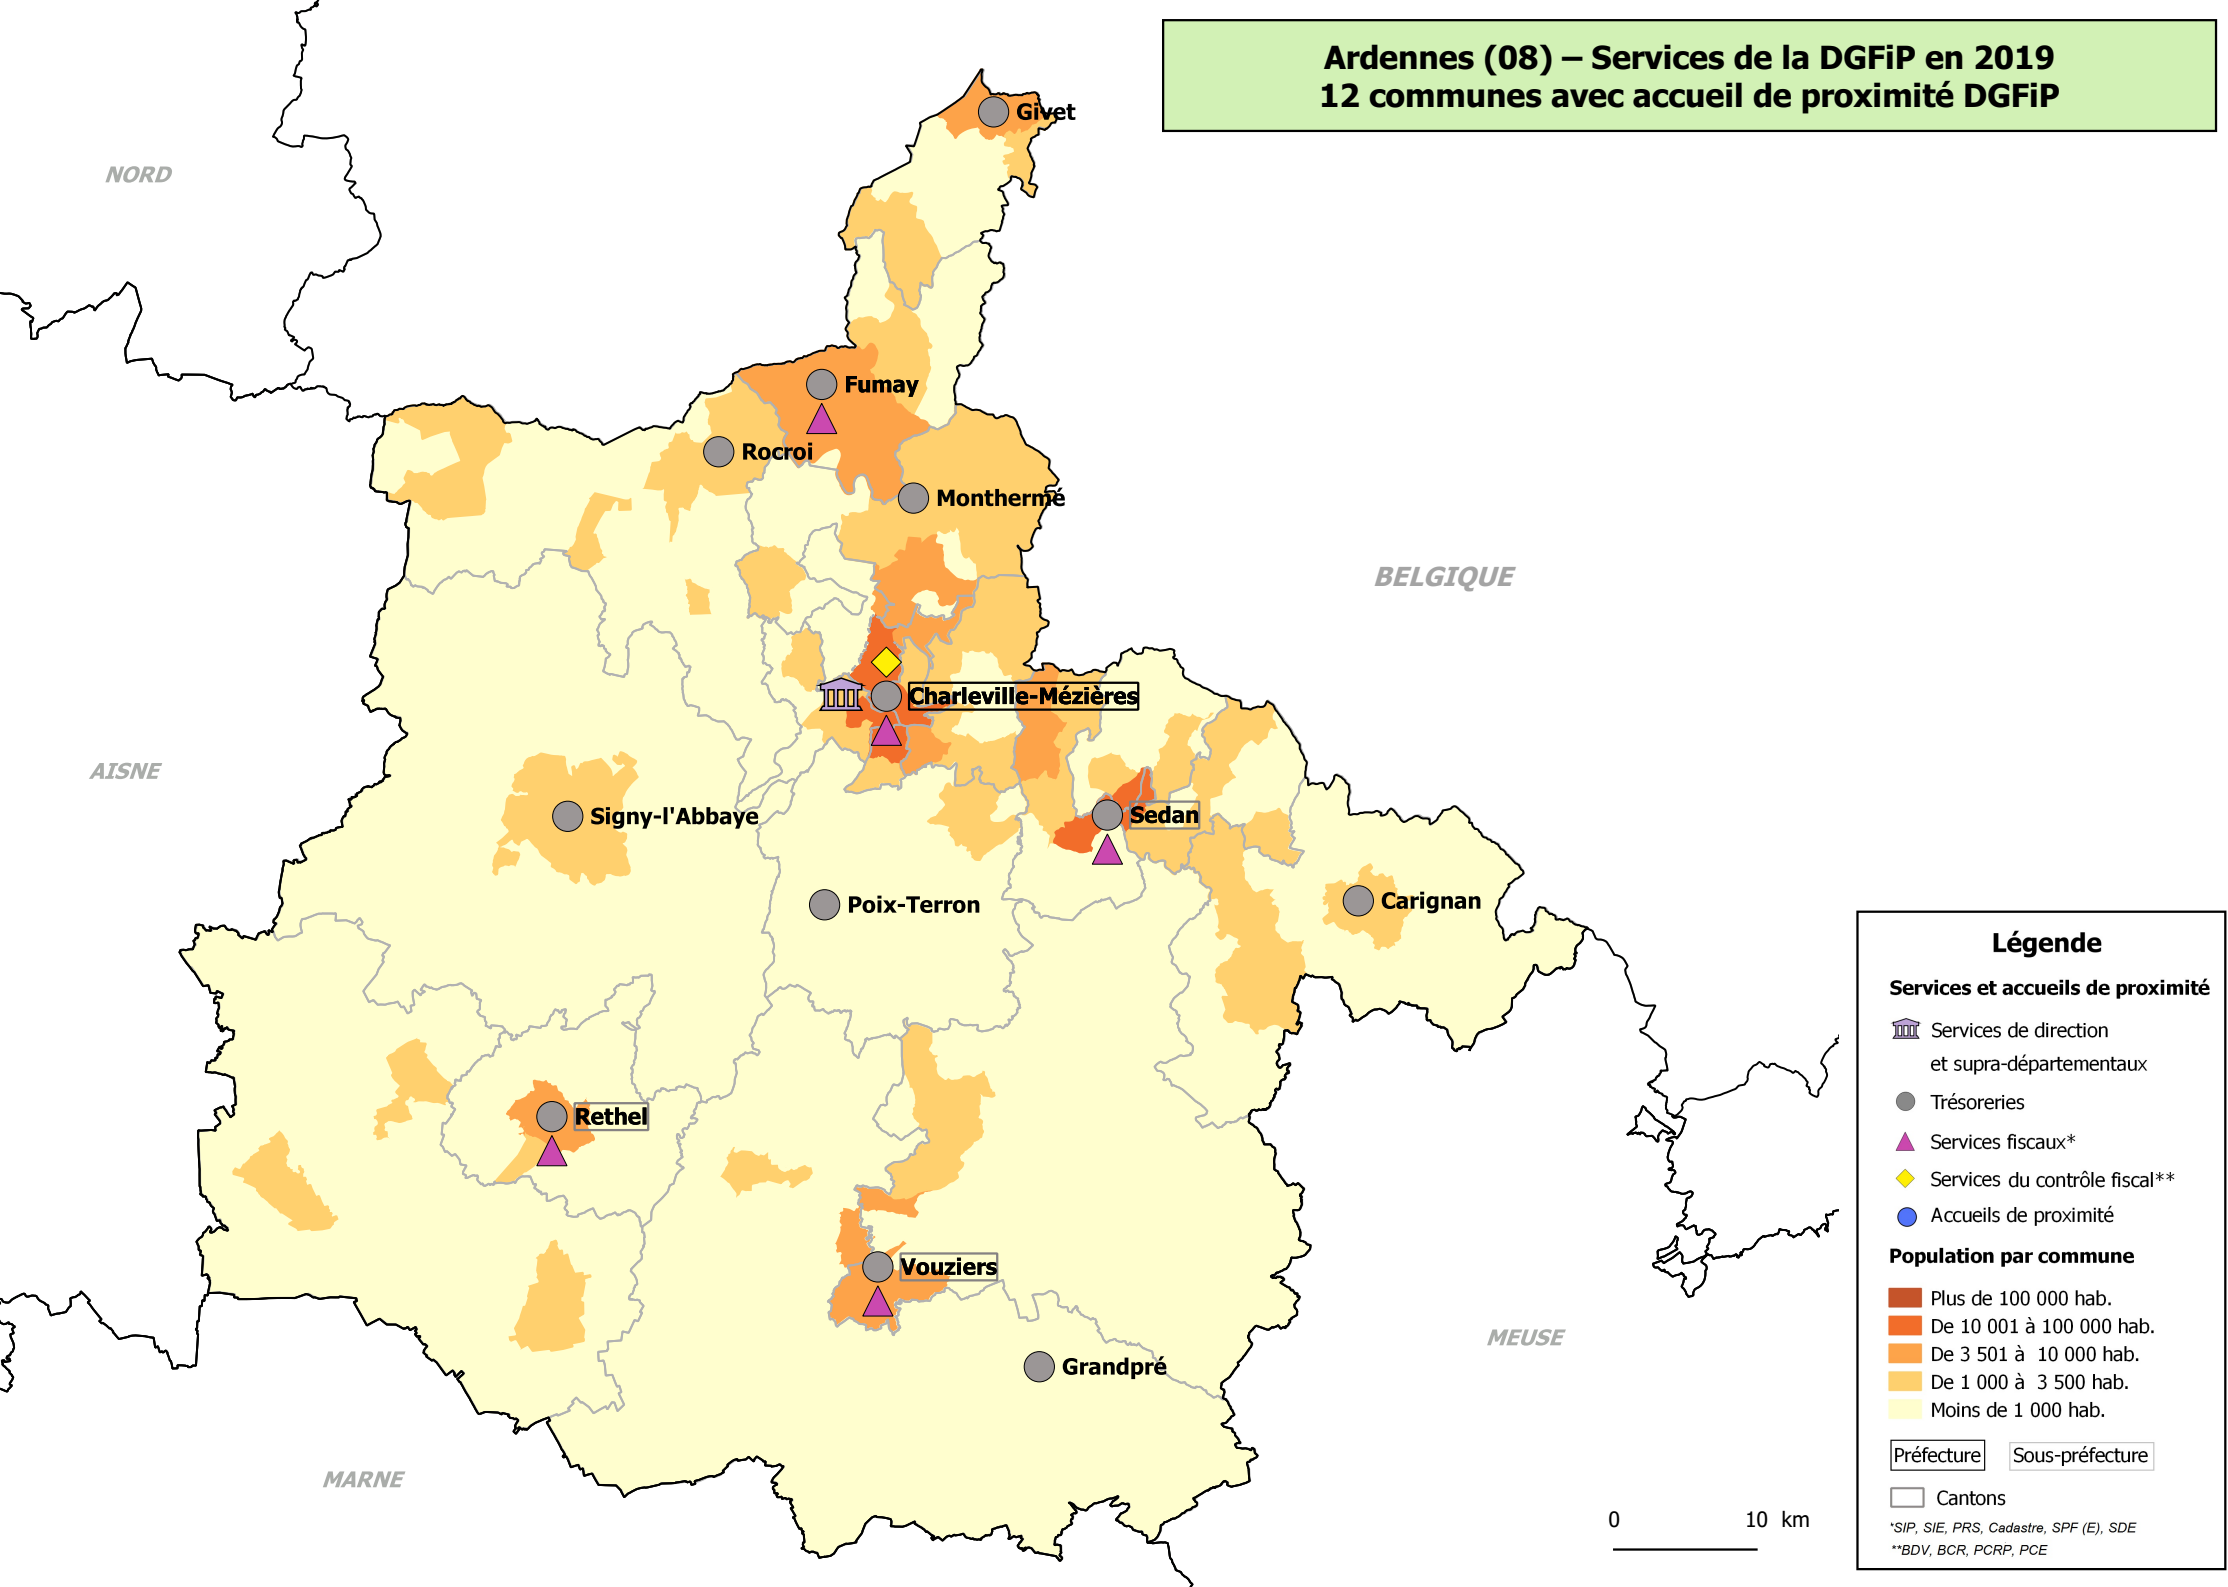 Ardennes (08) – Services de la DGFiP en 2019
12 communes avec accueil de proximité DGFiP
Givet
NORD
Fumay
Rocroi
Monthermé
BELGIQUE
Charleville-Mézières
AISNE
Signy-l'Abbaye
Sedan
Poix-Terron
Carignan
Rethel
Vouziers
Grandpré
MEUSE
MARNE
0 10 km
Légende
Services et accueils de proximité
Services de direction
et supra-départementaux
Trésoreries
Services fiscaux*
Services du contrôle fiscal**
Accueils de proximité
Population par commune
Plus de 100 000 hab.
De 10 001 à 100 000 hab.
De 3 501 à 10 000 hab.
De 1 000 à 3 500 hab.
Moins de 1 000 hab.
Préfecture Sous-préfecture
Cantons
*SIP, SIE, PRS, Cadastre, SPF (E), SDE
**BDV, BCR, PCRP, PCE